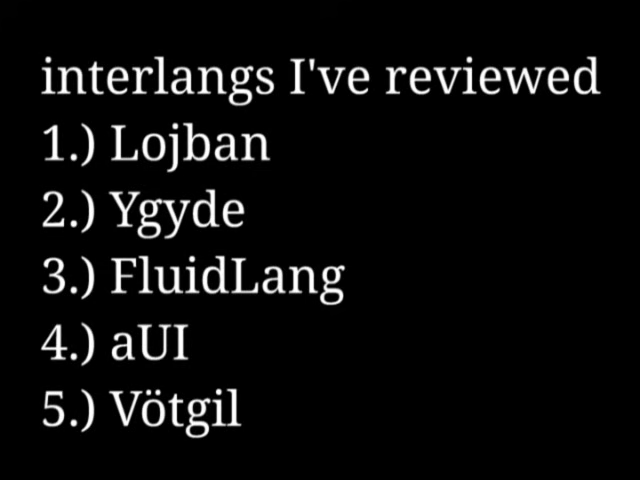 interlangs I've reviewed
1.) Lojban
2.) Ygyde
3.) FluidLang
4.) aUI
5.) Vötgil